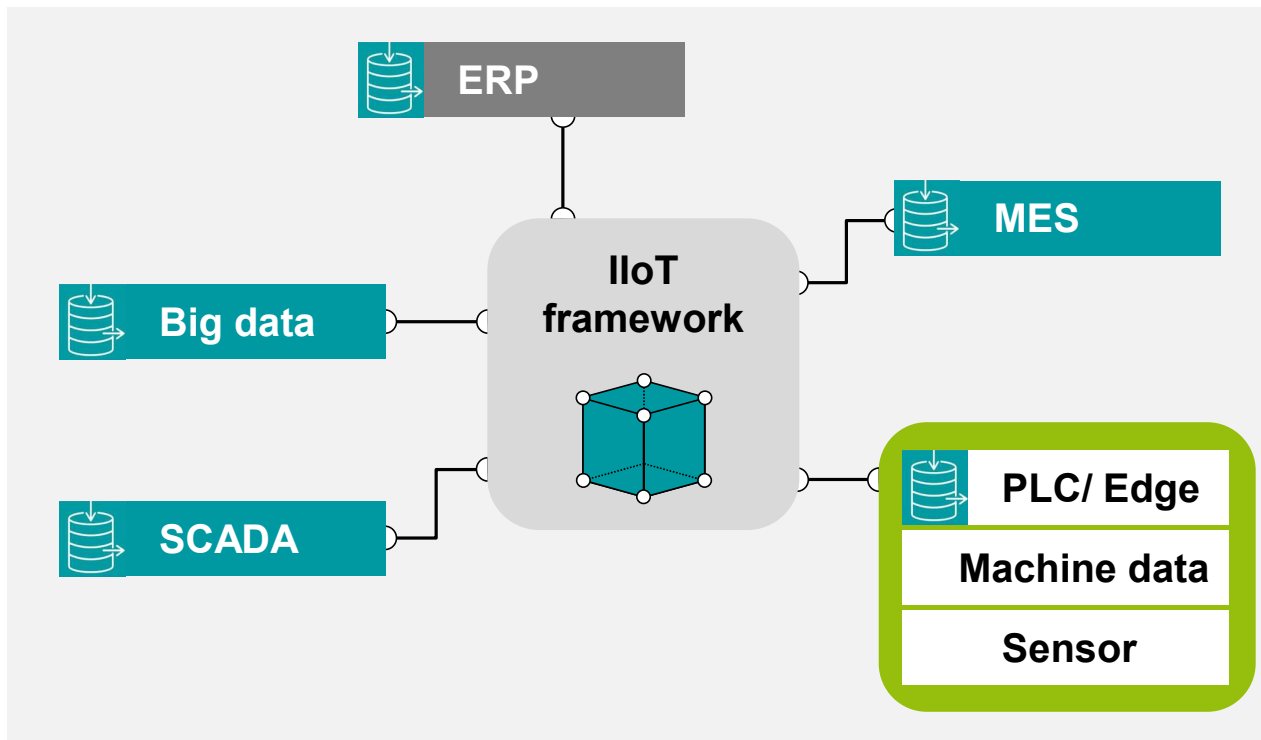 ERP
MES
IIoT
framework
Big data
SCADA
PLC/ Edge
Machine data
Sensor